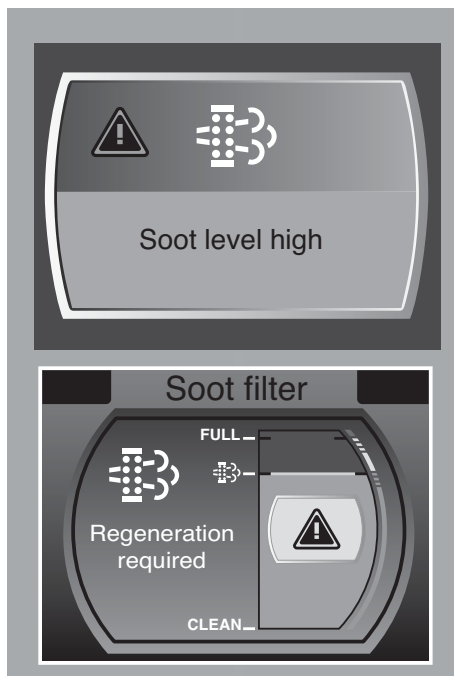 Soot level high
Soot filter
FULL
Regeneration
required
CLEAN